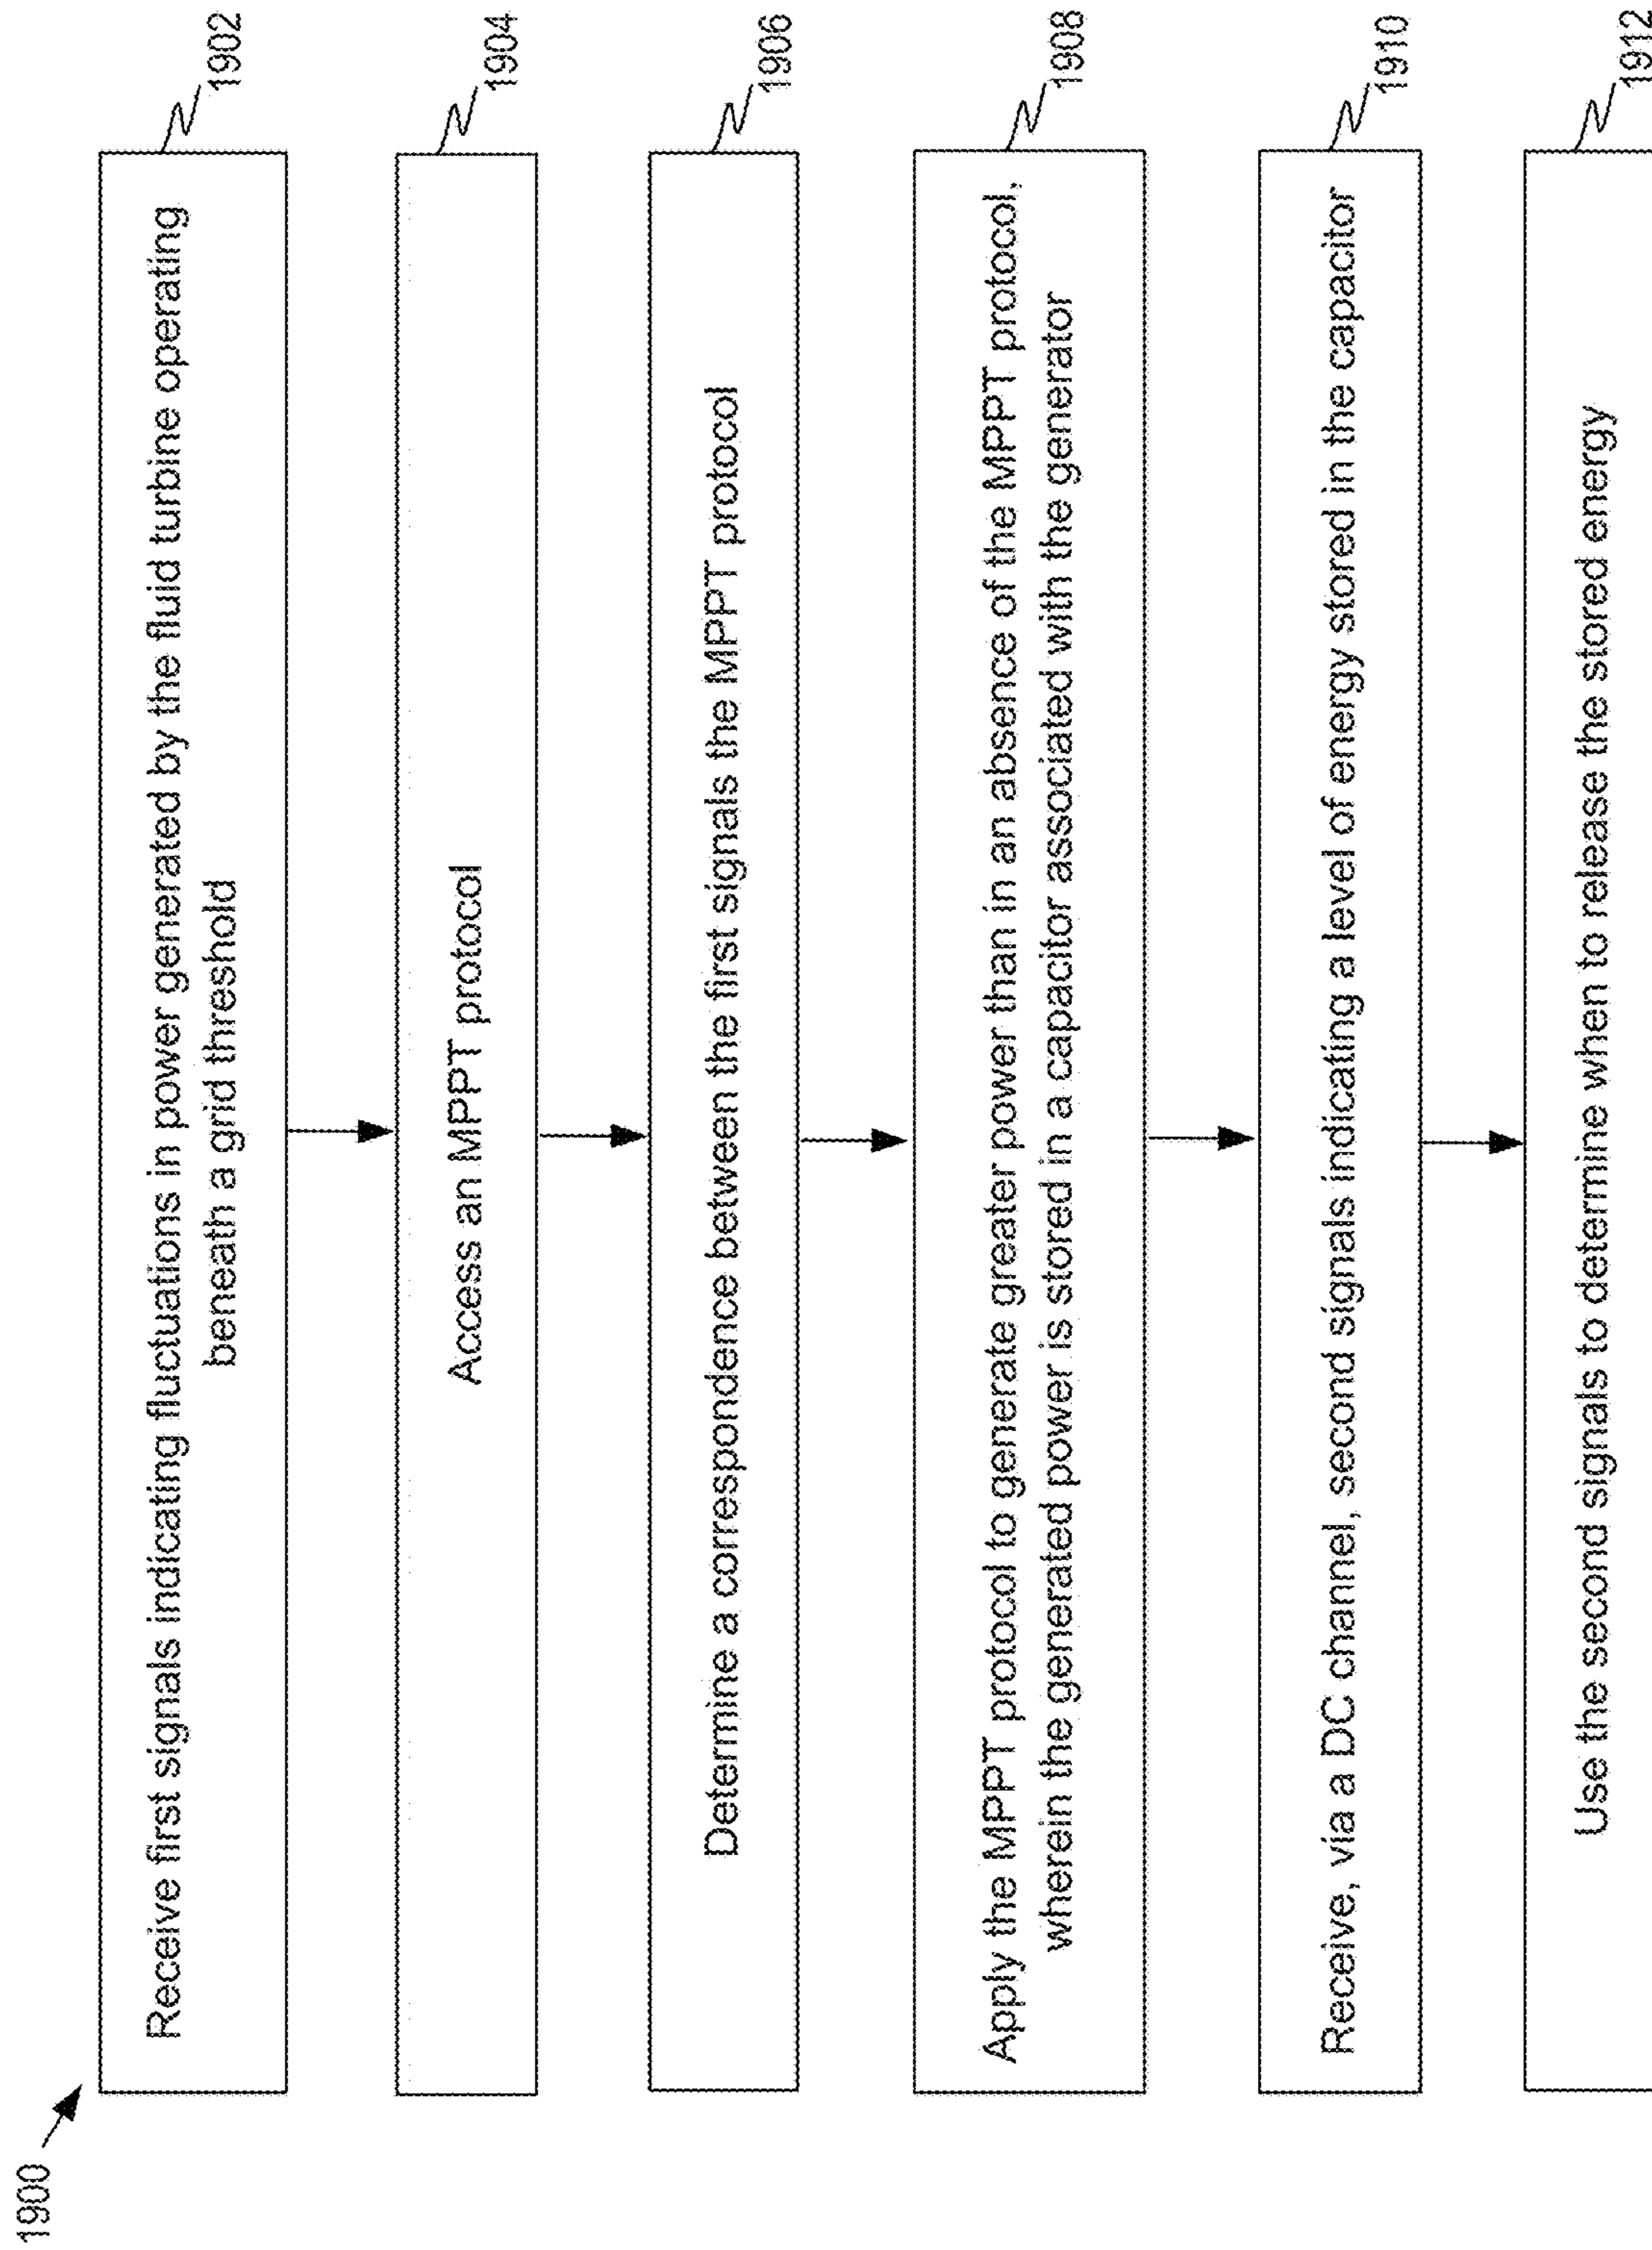 1900
Receive first signals indicating fluctuations in power generated by the fluid turbine operating
beneath a grid threshold
1902
Access an MPPT protocol
1904
Determine a correspondence between the first signals the MPPT protocol
1906
Apply the MPPT protocol to generate greater power than in an absence of the MPPT protocol,
wherein the generated power is stored in a capacitor associated with the generator
1908
Receive, via a DC channel, second signals indicating a level of energy stored in the capacitor
1910
Use the second signals to determine when to release the stored energy
1912